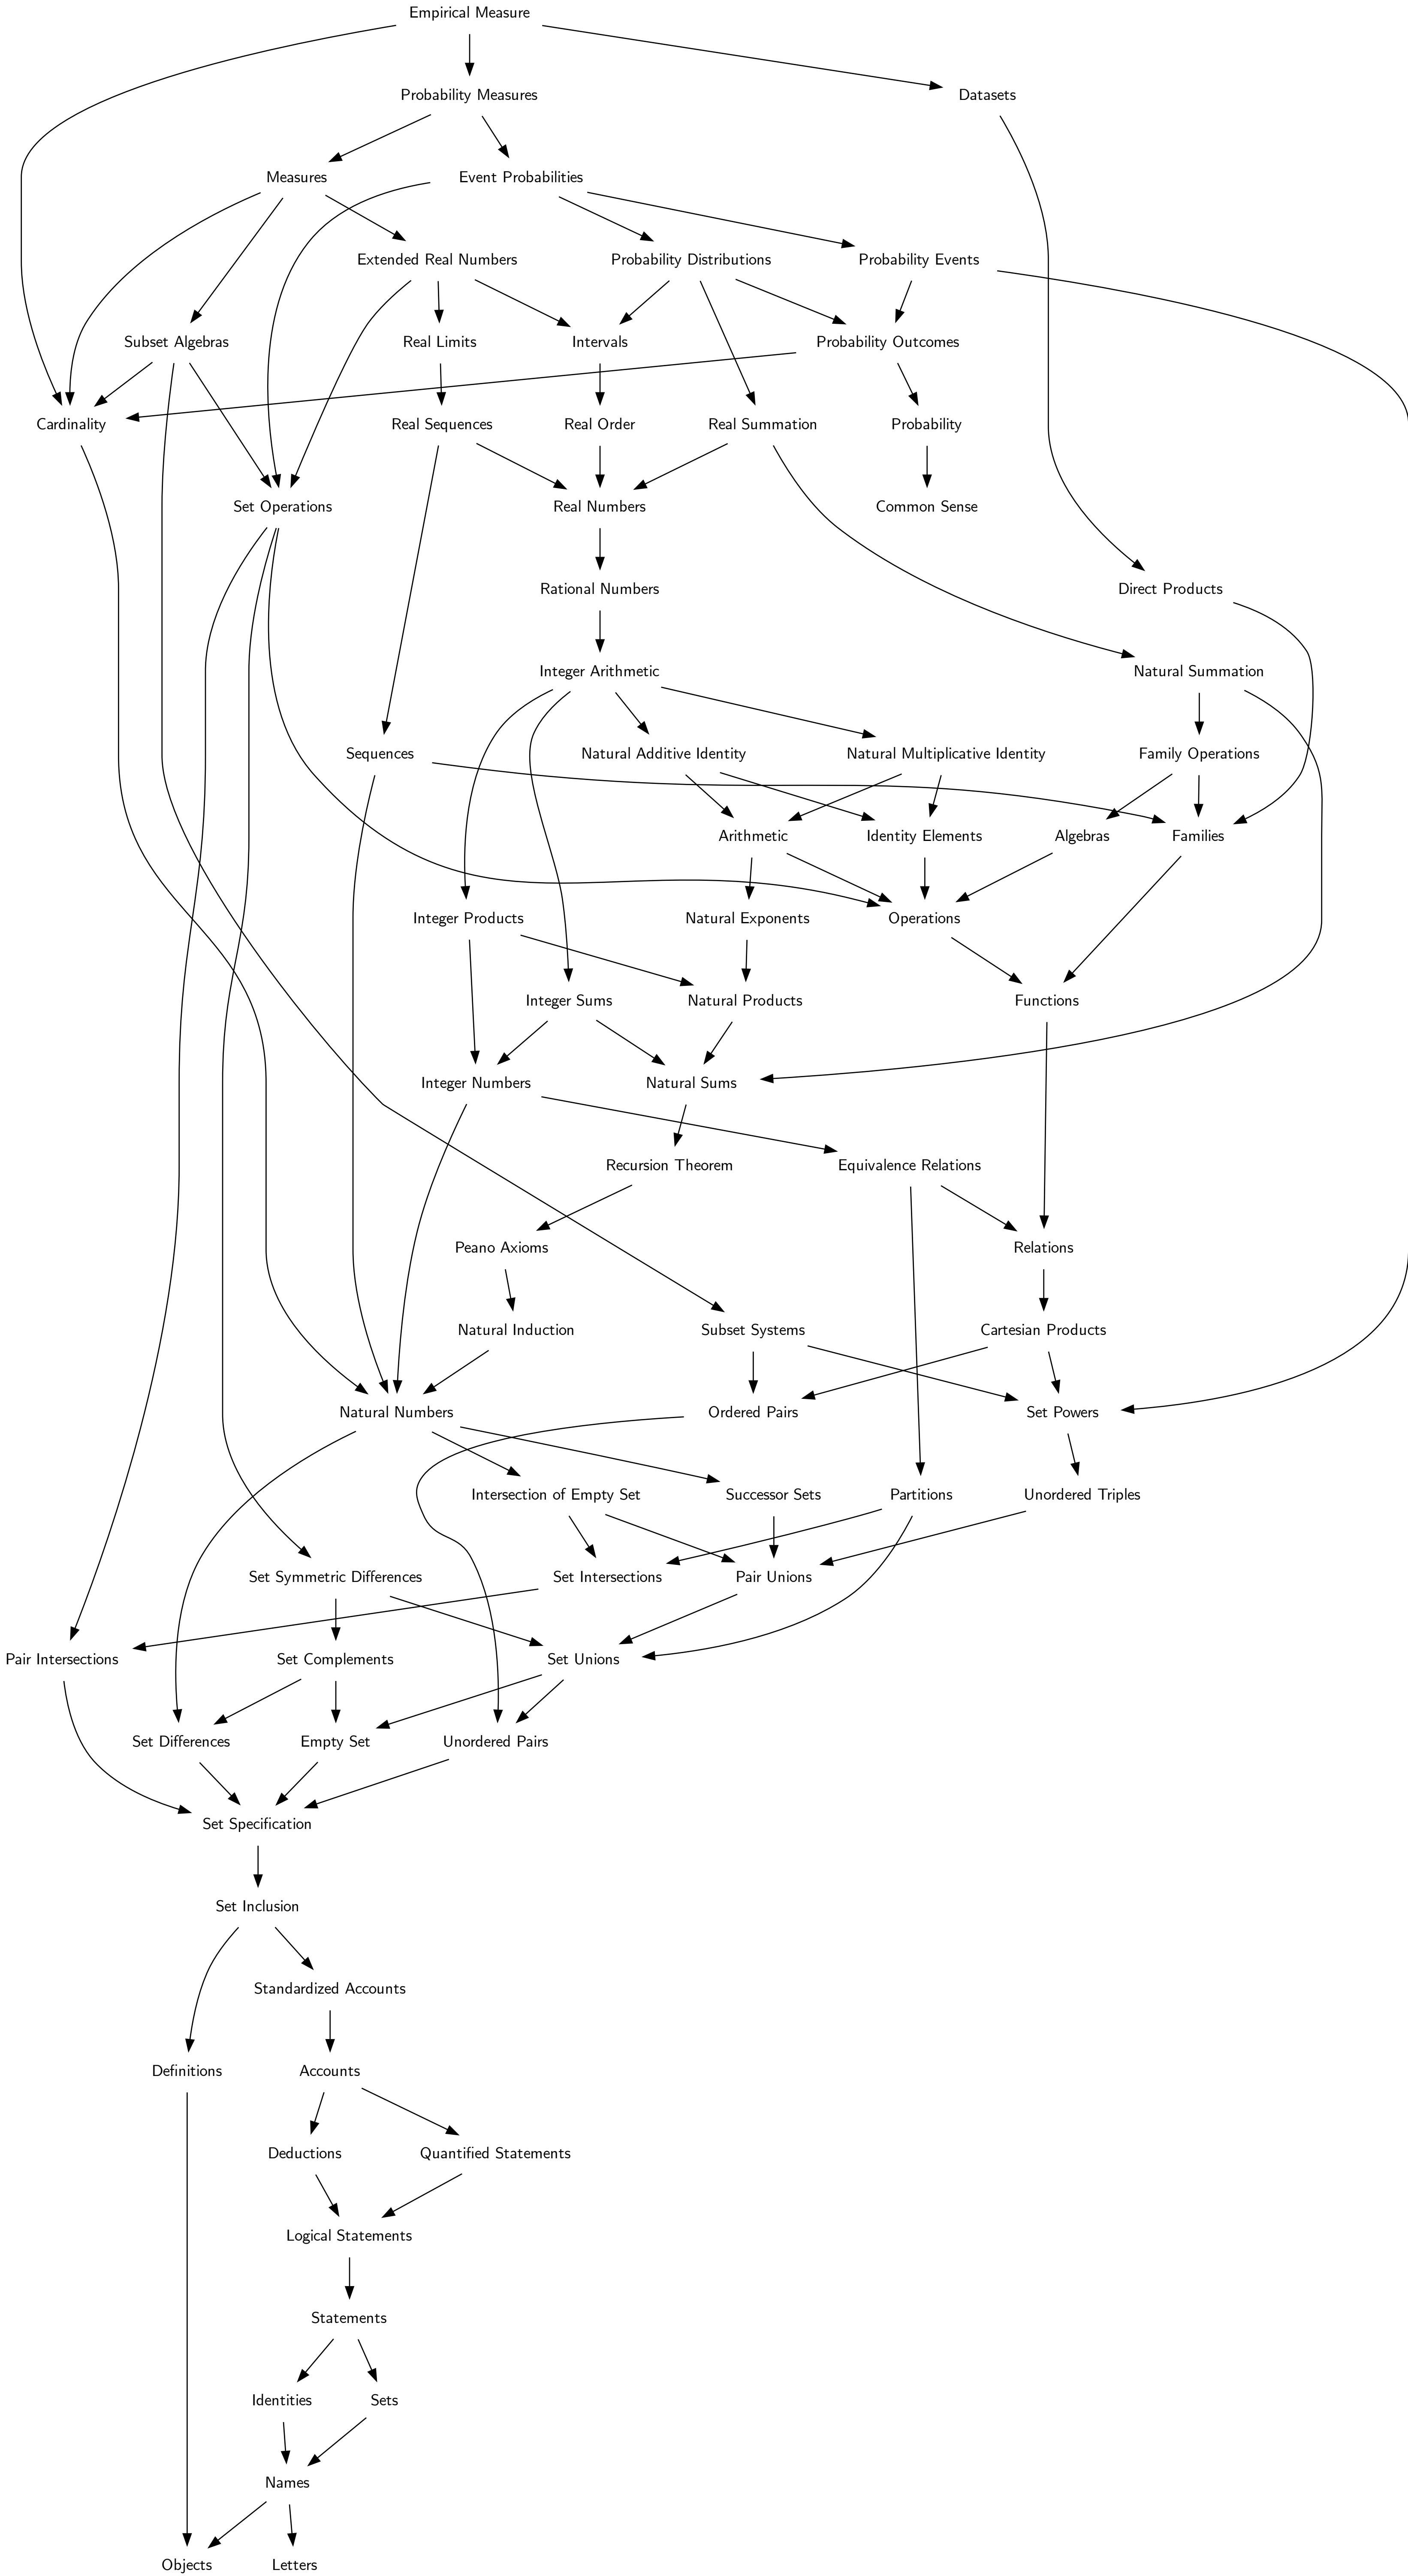 Empirical Measure
Probability Measures
Datasets
Measures
Event Probabilities
Extended Real Numbers
Probability Distributions
Probability Events
Subset Algebras
Real Limits
Intervals
Probability Outcomes
Cardinality
Real Sequences
Real Order
Real Summation
Probability
Set Operations
Real Numbers
Common Sense
Rational Numbers
Direct Products
Integer Arithmetic
Natural Summation
Sequences
Natural Additive Identity
Natural Multiplicative Identity
Family Operations
Arithmetic
Identity Elements
Algebras
Families
Integer Products
Natural Exponents
Operations
Integer Sums
Natural Products
Functions
Integer Numbers
Natural Sums
Recursion Theorem
Equivalence Relations
Peano Axioms
Relations
Natural Induction
Subset Systems
Cartesian Products
Natural Numbers
Ordered Pairs
Set Powers
Intersection of Empty Set
Successor Sets
Partitions
Unordered Triples
Set Symmetric Differences
Set Intersections
Pair Unions
Pair Intersections
Set Complements
Set Unions
Set Differences
Empty Set
Unordered Pairs
Set Specification
Set Inclusion
Standardized Accounts
Definitions
Accounts
Deductions
Quantified Statements
Logical Statements
Statements
Identities
Sets
Names
Objects
Letters